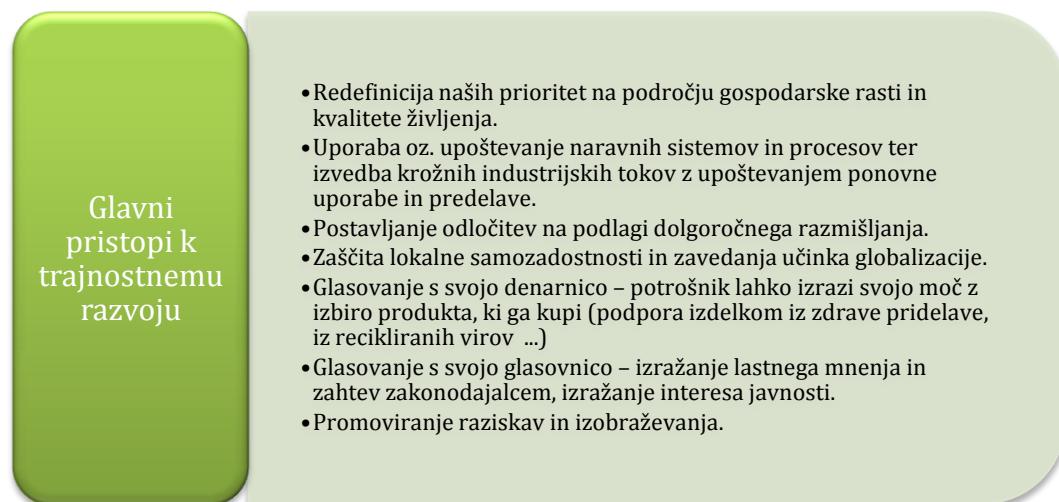 Glavni
pristopi k
trajnostnemu
razvoju
•Redefinicija naših prioritet na področju gospodarske rasti in
kvalitete življenja.
•Uporaba oz. upoštevanje naravnih sistemov in procesov ter
izvedba krožnih industrijskih tokov z upoštevanjem ponovne
uporabe in predelave.
•Postavljanje odločitev na podlagi dolgoročnega razmišljanja.
•Zaščita lokalne samozadostnosti in zavedanja učinka globalizacije.
•Glasovanje s svojo denarnico – potrošnik lahko izrazi svojo moč z
izbiro produkta, ki ga kupi (podpora izdelkom iz zdrave pridelave,
iz recikliranih virov ...)
•Glasovanje s svojo glasovnico – izražanje lastnega mnenja in
zahtev zakonodajalcem, izražanje interesa javnosti.
•Promoviranje raziskav in izobraževanja.